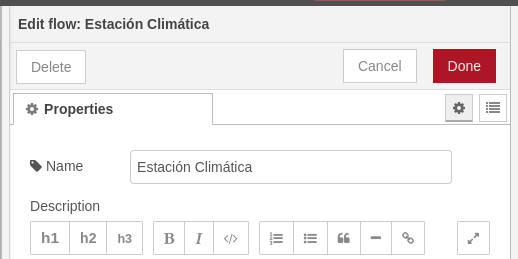 Edit flow: Estación Climática
Delete Cancel Done
Properties
Name Estación Climática
Description
h1 h2 h3 B I </>